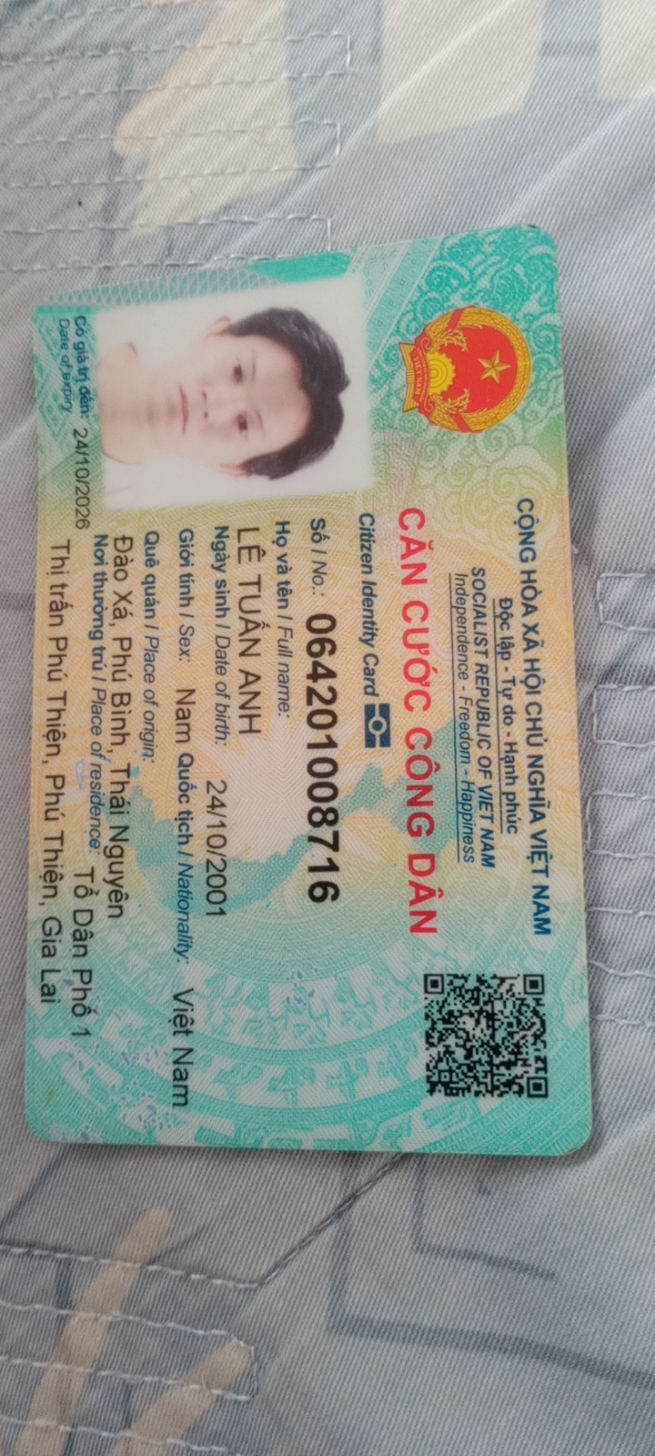 CỘNG HÒA XÃ HỘI CHỦ NGHĨA VIỆT NAM
Độc lập - Tự do - Hạnh phúc
SOCIALIST REPUBLIC OF VIET NAM
Independence - Freedom - Happiness
CĂN CƯỚC CÔNG DÂN
Citizen Identity Card
Số / No.: 064201008716
Họ và tên / Full name:
LÊ TUẤN ANH
Ngày sinh / Date of birth: 24/10/2001
Giới tính / Sex: Nam Quốc tịch / Nationality: Việt Nam
Quê quán / Place of origin:
Đào Xá, Phú Bình, Thái Nguyên
Nơi thường trú / Place of residence: Tổ Dân Phố 1
Thị trấn Phú Thiện, Phú Thiện, Gia Lai
Có giá trị đến: 24/10/2026
Date of expiry